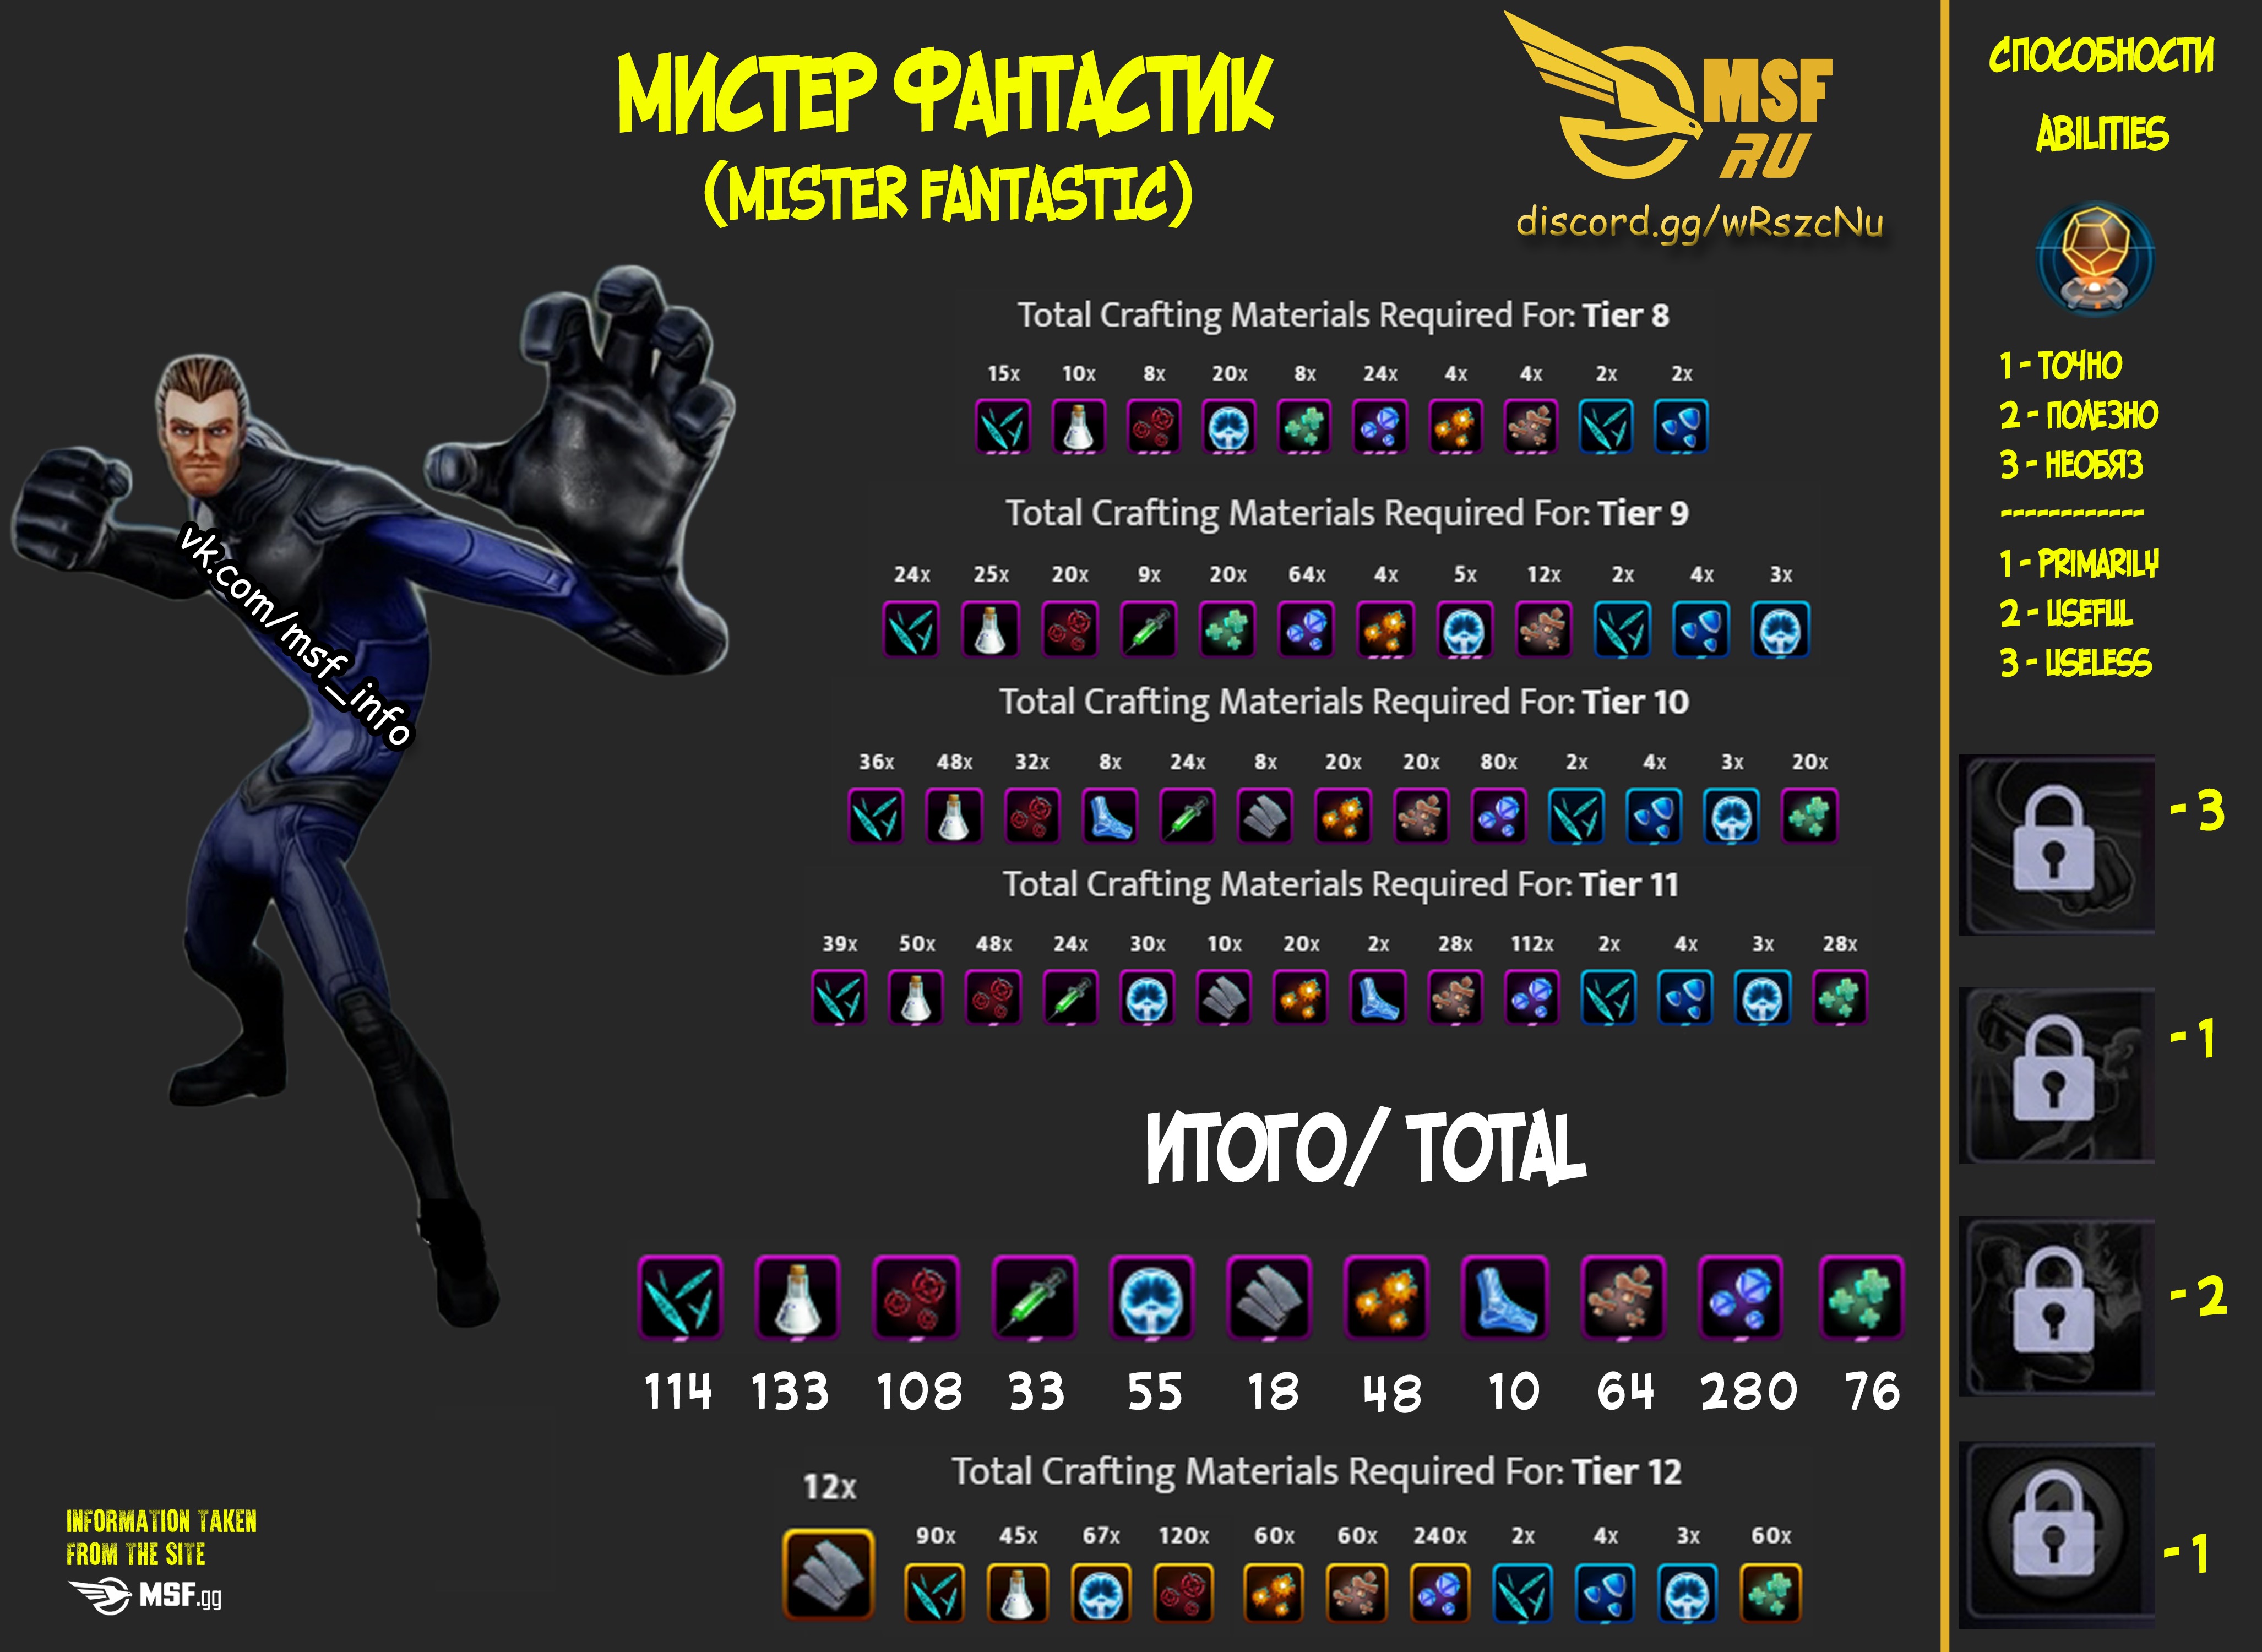 МИСТЕР ФАНТАСТИК
(MISTER FANTASTIC)
MSF
RU
discord.gg/wRszcNu
vk.com/msf_info
Total Crafting Materials Required For: Tier 8
15x 10x 8x 20x 8x 24x 4x 4x 2x 2x
Total Crafting Materials Required For: Tier 9
24x 25x 20x 9x 20x 64x 4x 5x 12x 2x 4x 3x
Total Crafting Materials Required For: Tier 10
36x 48x 32x 8x 24x 8x 20x 20x 80x 2x 4x 3x 20x
Total Crafting Materials Required For: Tier 11
39x 50x 48x 24x 30x 10x 20x 2x 28x 112x 2x 4x 3x 28x
ИТОГО/ TOTAL
114 133 108 33 55 18 48 10 64 280 76
Total Crafting Materials Required For: Tier 12
12x
90x 45x 67x 120x 60x 60x 240x 2x 4x 3x 60x
INFORMATION TAKEN
FROM THE SITE
MSF.gg
СПОСОБНОСТИ
ABILITIES
1 - ТОЧНО
2 - ПОЛЕЗНО
3 - НЕОБЯЗ
------------
1 - PRIMARILY
2 - USEFUL
3 - USELESS
- 3
- 1
- 2
- 1